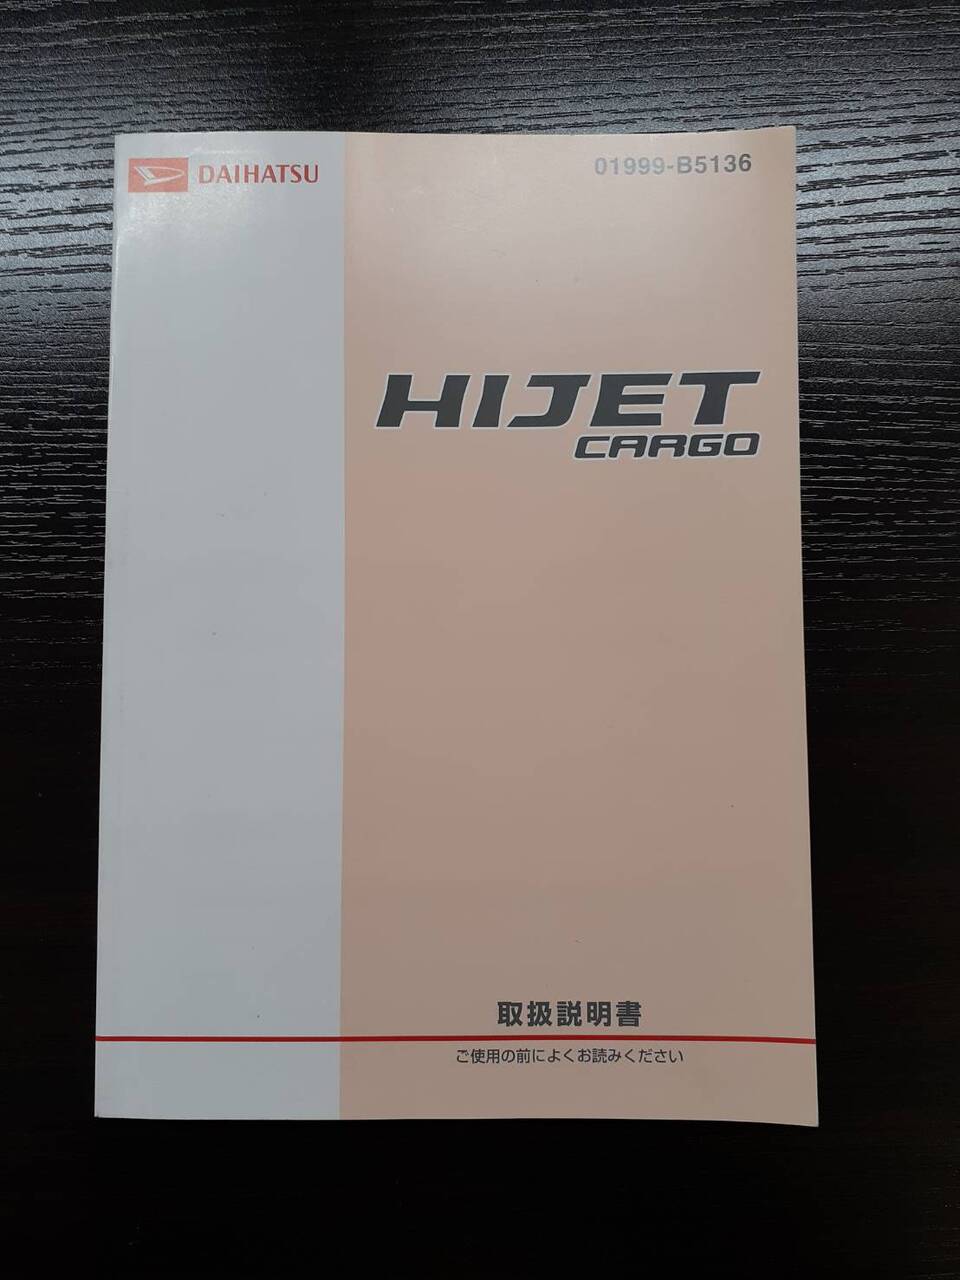 DAIHATSU
01999-B5136
HIJET
CARGO
取扱説明書
ご使用の前によくお読みください